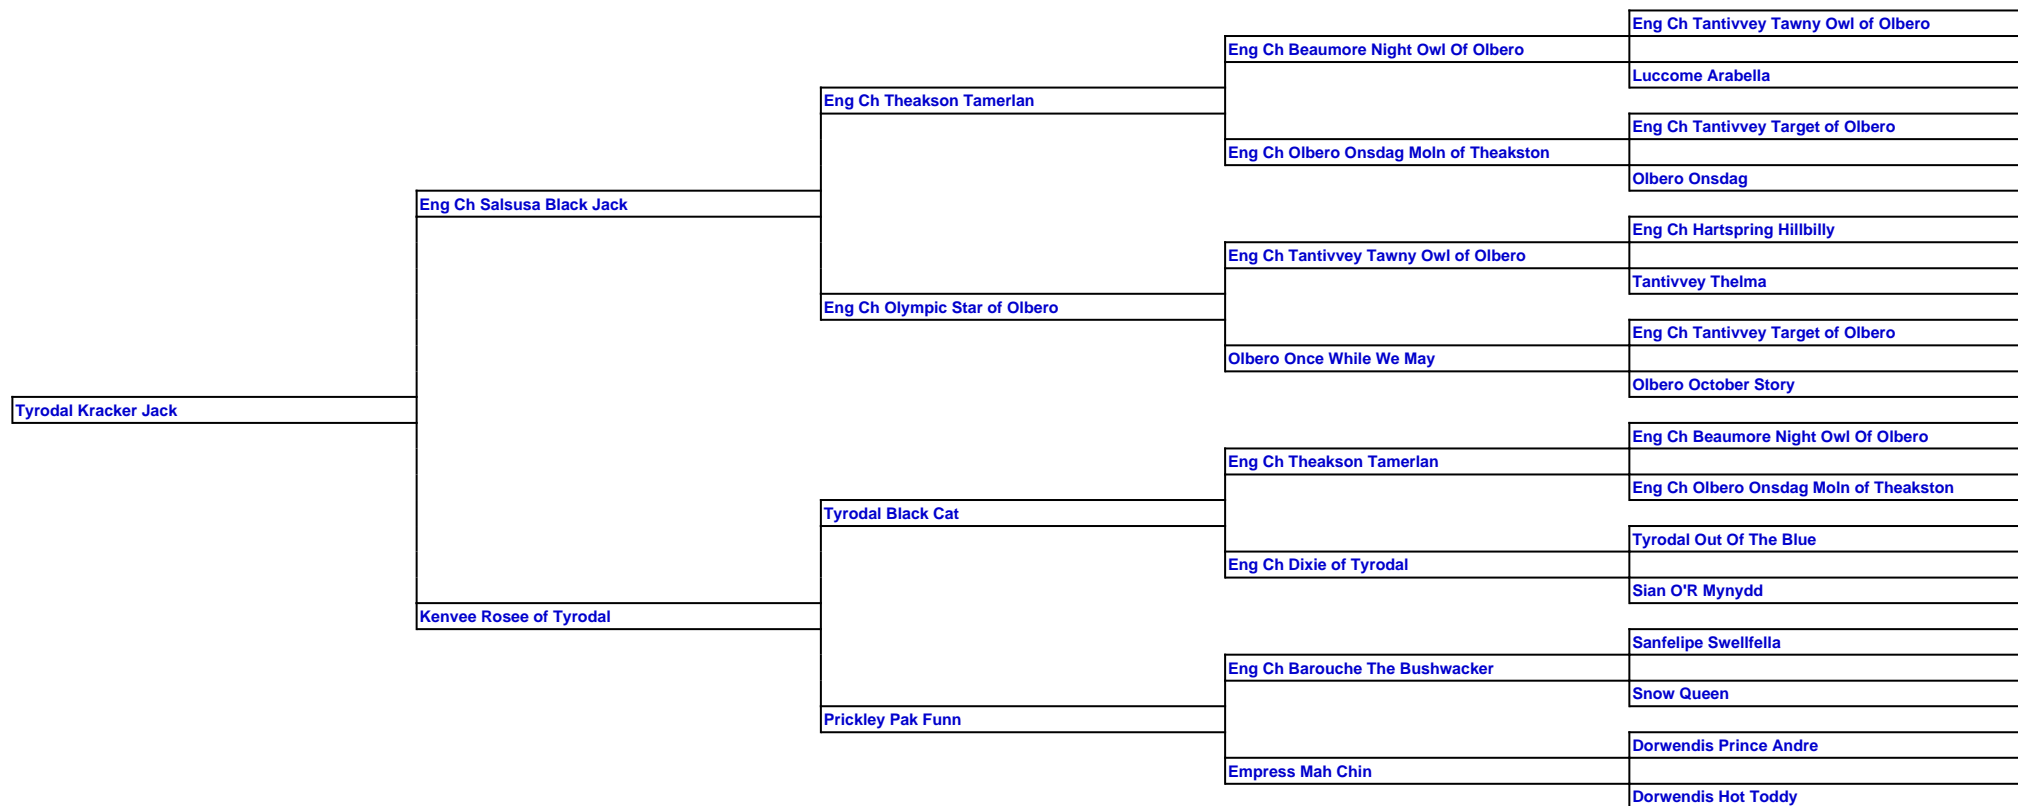 Eng Ch Tantivvey Tawny Owl of Olbero
Eng Ch Beaumore Night Owl Of Olbero
Luccome Arabella
Eng Ch Theakson Tamerlan
Eng Ch Tantivvey Target of Olbero
Eng Ch Olbero Onsdag Moln of Theakston
Olbero Onsdag
Eng Ch Salsusa Black Jack
Eng Ch Hartspring Hillbilly
Eng Ch Tantivvey Tawny Owl of Olbero
Tantivvey Thelma
Eng Ch Olympic Star of Olbero
Eng Ch Tantivvey Target of Olbero
Olbero Once While We May
Olbero October Story
Tyrodal Kracker Jack
Eng Ch Beaumore Night Owl Of Olbero
Eng Ch Theakson Tamerlan
Eng Ch Olbero Onsdag Moln of Theakston
Tyrodal Black Cat
Tyrodal Out Of The Blue
Eng Ch Dixie of Tyrodal
Sian O'R Mynydd
Kenvee Rosee of Tyrodal
Sanfelipe Swellfella
Eng Ch Barouche The Bushwacker
Snow Queen
Prickley Pak Funn
Dorwendis Prince Andre
Empress Mah Chin
Dorwendis Hot Toddy